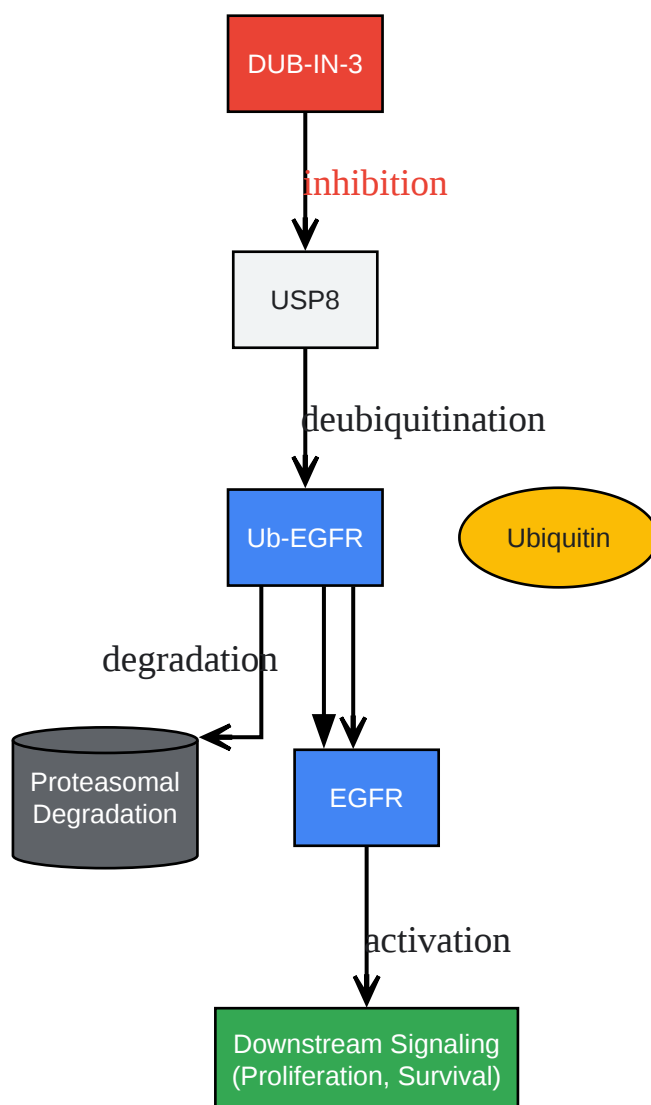 DUB-IN-3
inhibition
USP8
deubiquitination
Ub-EGFR
Ubiquitin
degradation
Proteasomal
Degradation
EGFR
activation
Downstream Signaling
(Proliferation, Survival)